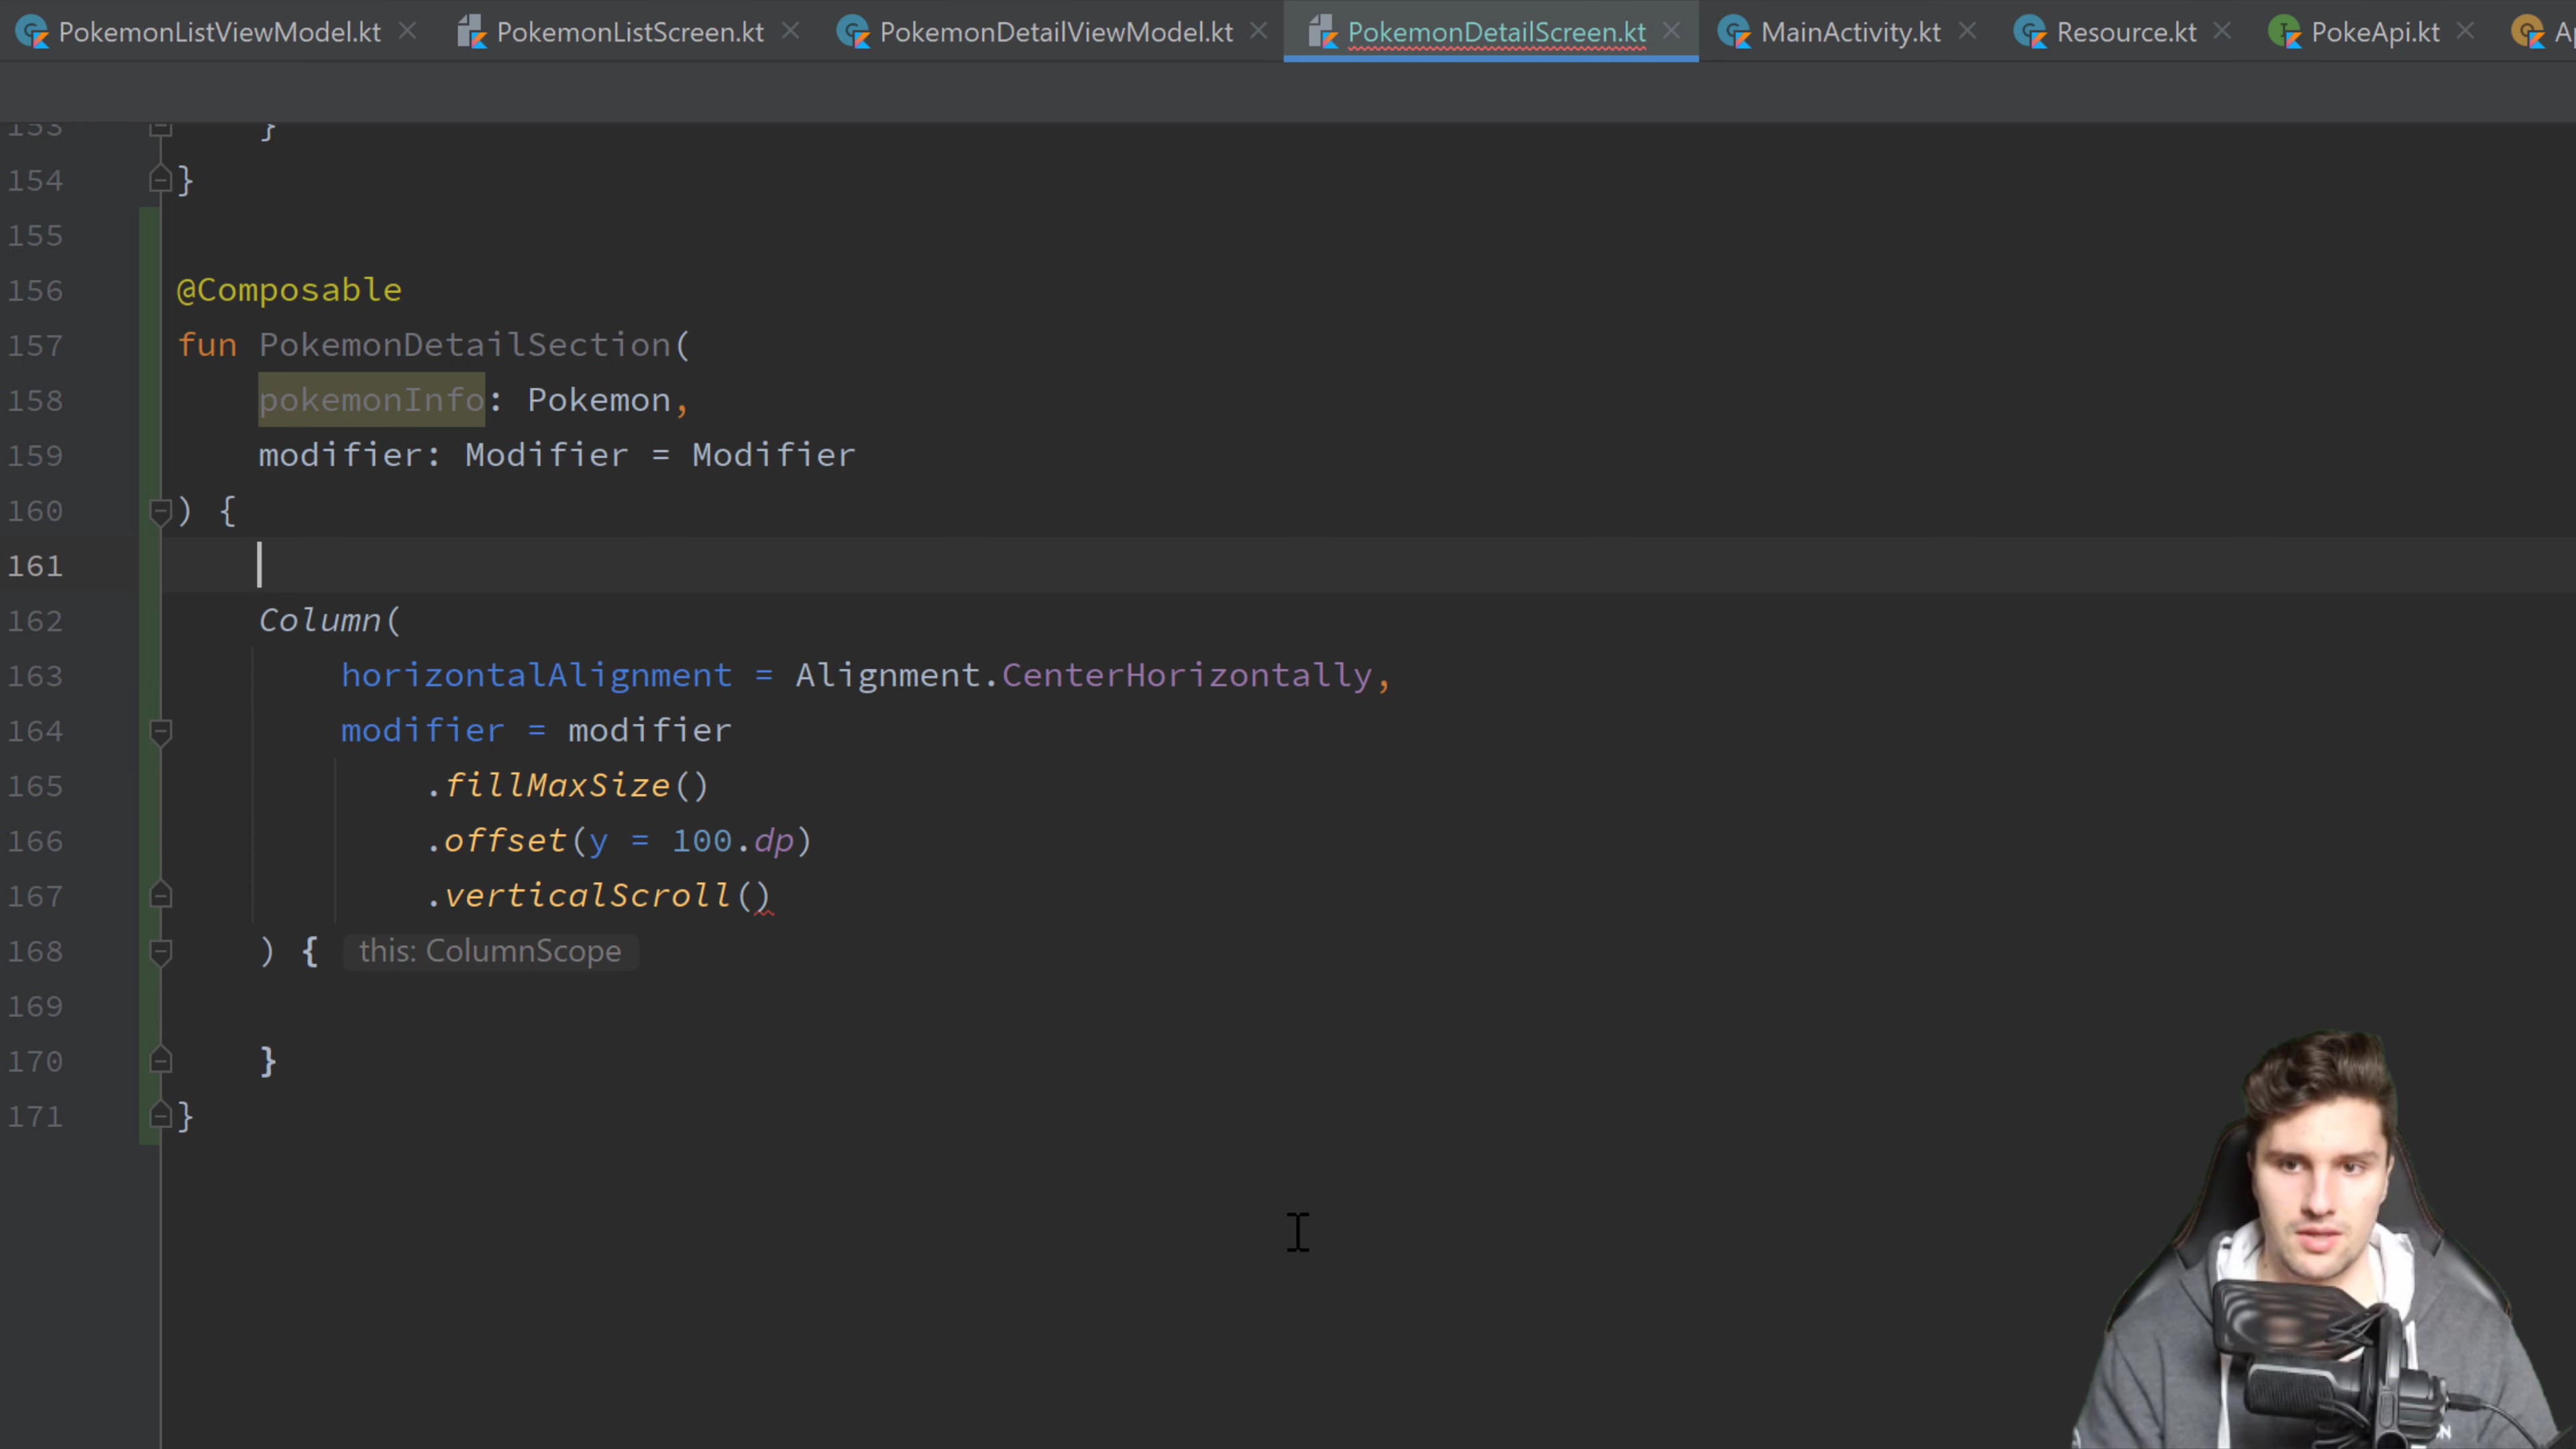 PokemonListViewModel.kt PokemonListScreen.kt PokemonDetailViewModel.kt PokemonDetailScreen.kt MainActivity.kt Resource.kt PokeApi.kt
153 }
154 }
155
156 @Composable
157 fun PokemonDetailSection(
158 pokemonInfo: Pokemon,
159 modifier: Modifier = Modifier
160 ) {
161
162 Column(
163 horizontalAlignment = Alignment.CenterHorizontally,
164 modifier = modifier
165 .fillMaxSize()
166 .offset(y = 100.dp)
167 .verticalScroll()
168 ) { this: ColumnScope
169
170 }
171 }